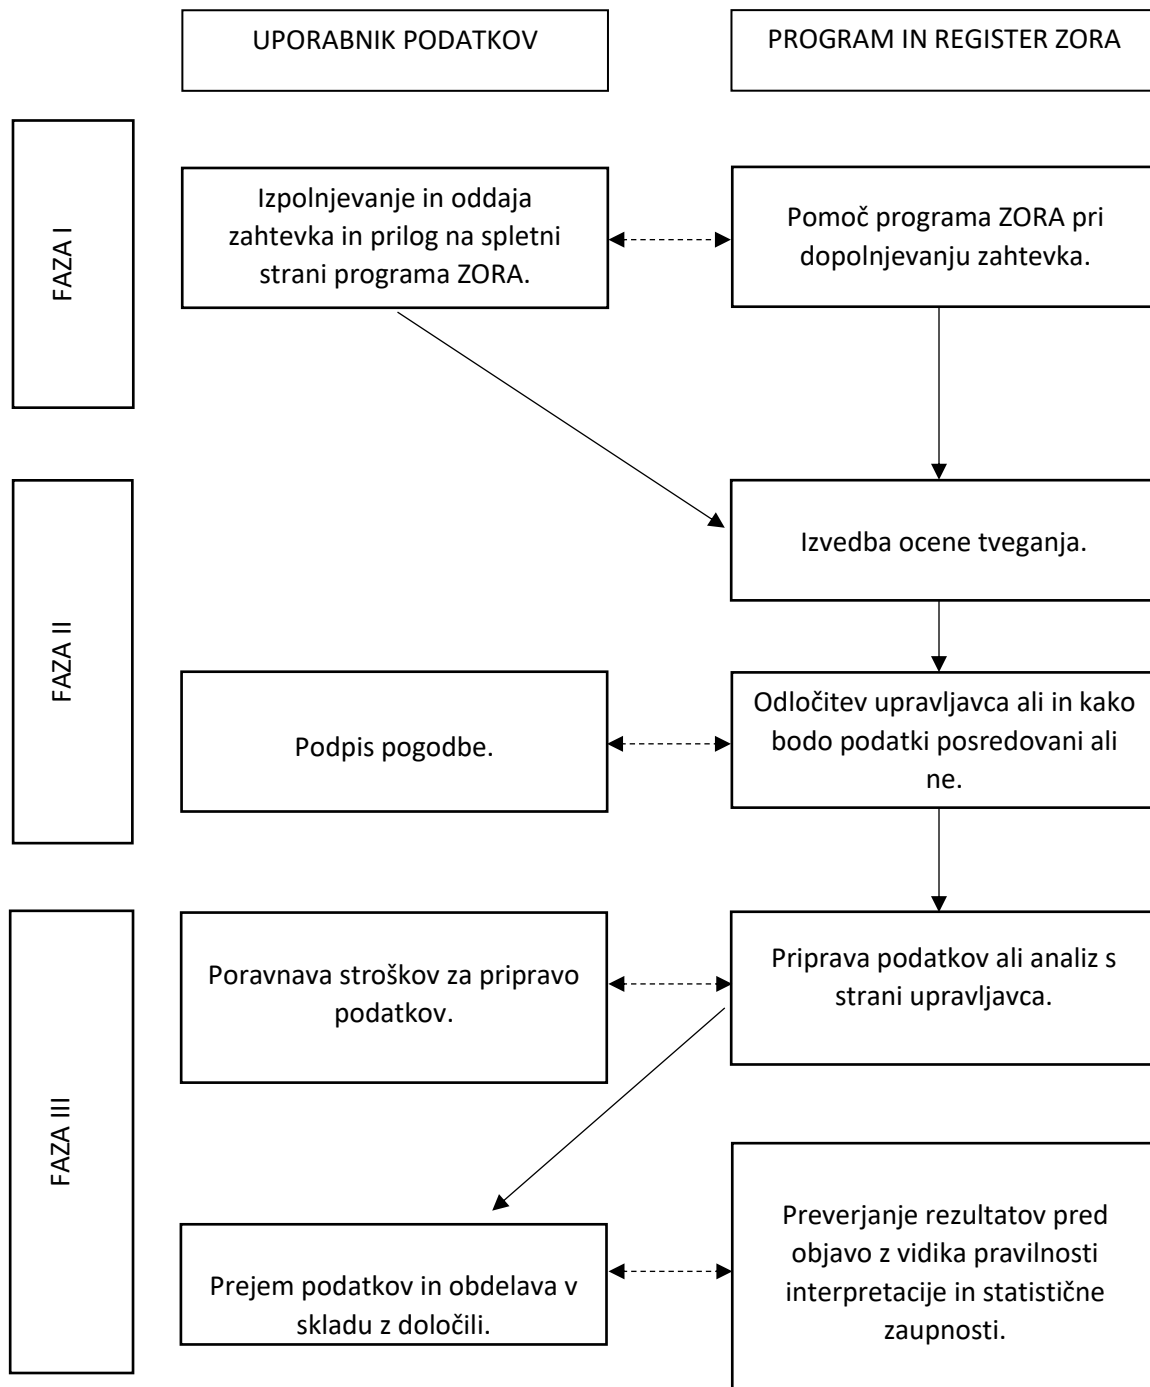 UPORABNIK PODATKOV
PROGRAM IN REGISTER ZORA
FAZA I
Izpolnjevanje in oddaja
zahtevka in prilog na spletni
strani programa ZORA.
Pomoč programa ZORA pri
dopolnjevanju zahtevka.
FAZA II
Izvedba ocene tveganja.
Podpis pogodbe.
Odločitev upravljavca ali in kako
bodo podatki posredovani ali
ne.
FAZA III
Poravnava stroškov za pripravo
podatkov.
Priprava podatkov ali analiz s
strani upravljavca.
Prejem podatkov in obdelava v
skladu z določili.
Preverjanje rezultatov pred
objavo z vidika pravilnosti
interpretacije in statistične
zaupnosti.